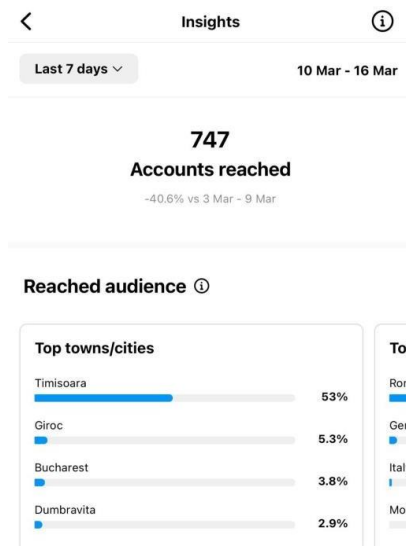 Insights
Last 7 days
10 Mar - 16 Mar
747
Accounts reached
-40.6% vs 3 Mar - 9 Mar
Reached audience
Top towns/cities
Timisoara
53%
Giroc
5.3%
Bucharest
3.8%
Dumbravita
2.9%